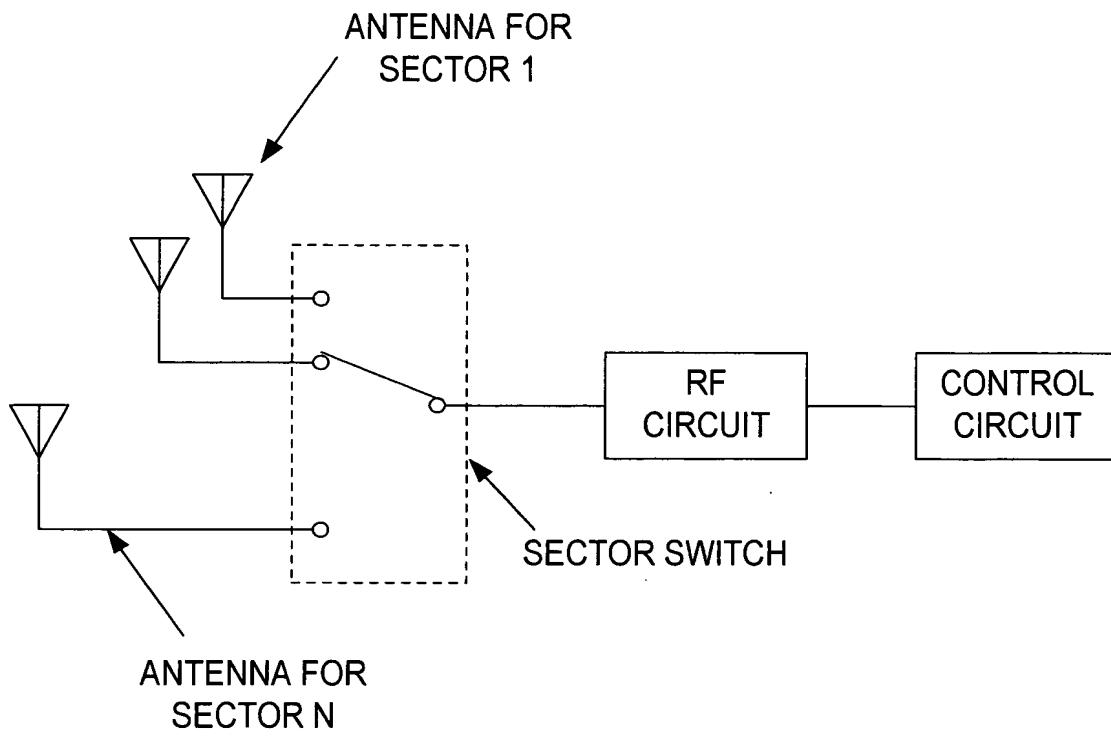 ANTENNA FOR
SECTOR 1
RF
CIRCUIT
CONTROL
CIRCUIT
SECTOR SWITCH
ANTENNA FOR
SECTOR N